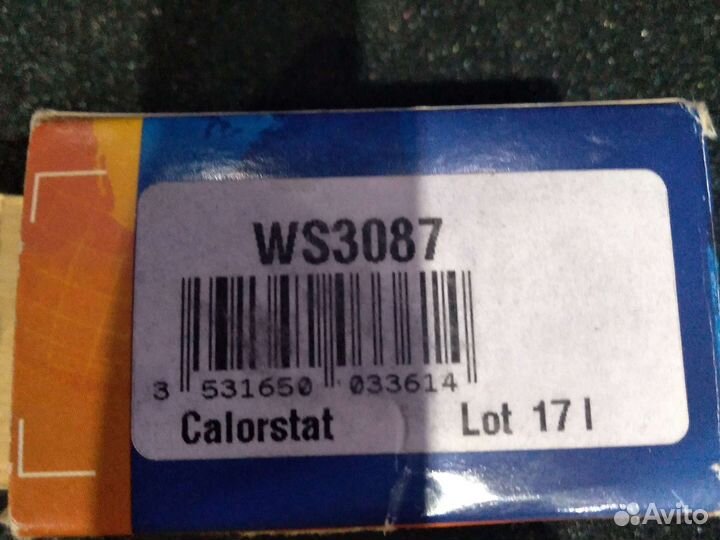 WS3087
3 531650 033614
Calorstat Lot 17 I
Avito